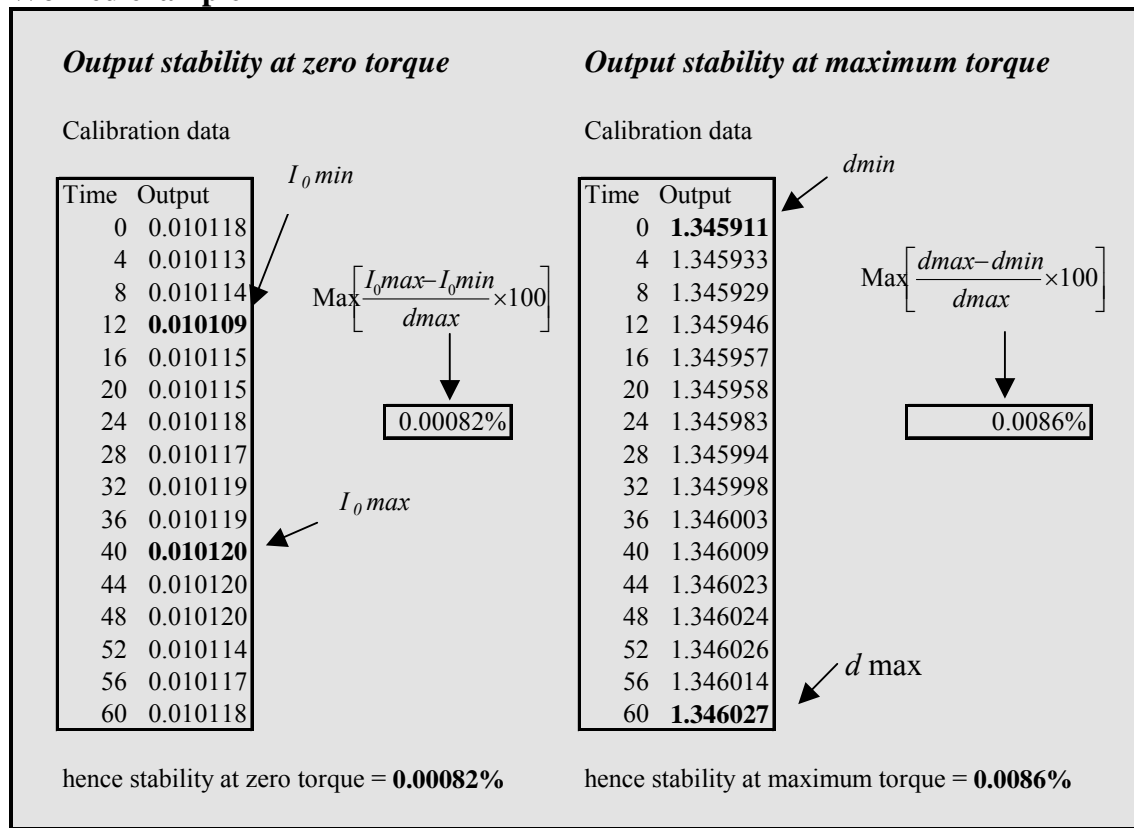 Output stability at zero torque
Calibration data
I₀ min
Time Output
0 0.010118
4 0.010113
8 0.010114
12 0.010109
16 0.010115
20 0.010115
24 0.010118
28 0.010117
32 0.010119
36 0.010119
40 0.010120
44 0.010120
48 0.010120
52 0.010114
56 0.010117
60 0.010118
Max[(I₀max−I₀min)/dmax ×100]
0.00082%
I₀ max
hence stability at zero torque = 0.00082%
Output stability at maximum torque
Calibration data
dmin
Time Output
0 1.345911
4 1.345933
8 1.345929
12 1.345946
16 1.345957
20 1.345958
24 1.345983
28 1.345994
32 1.345998
36 1.346003
40 1.346009
44 1.346023
48 1.346024
52 1.346026
56 1.346014
60 1.346027
Max[(dmax−dmin)/dmax ×100]
0.0086%
d max
hence stability at maximum torque = 0.0086%